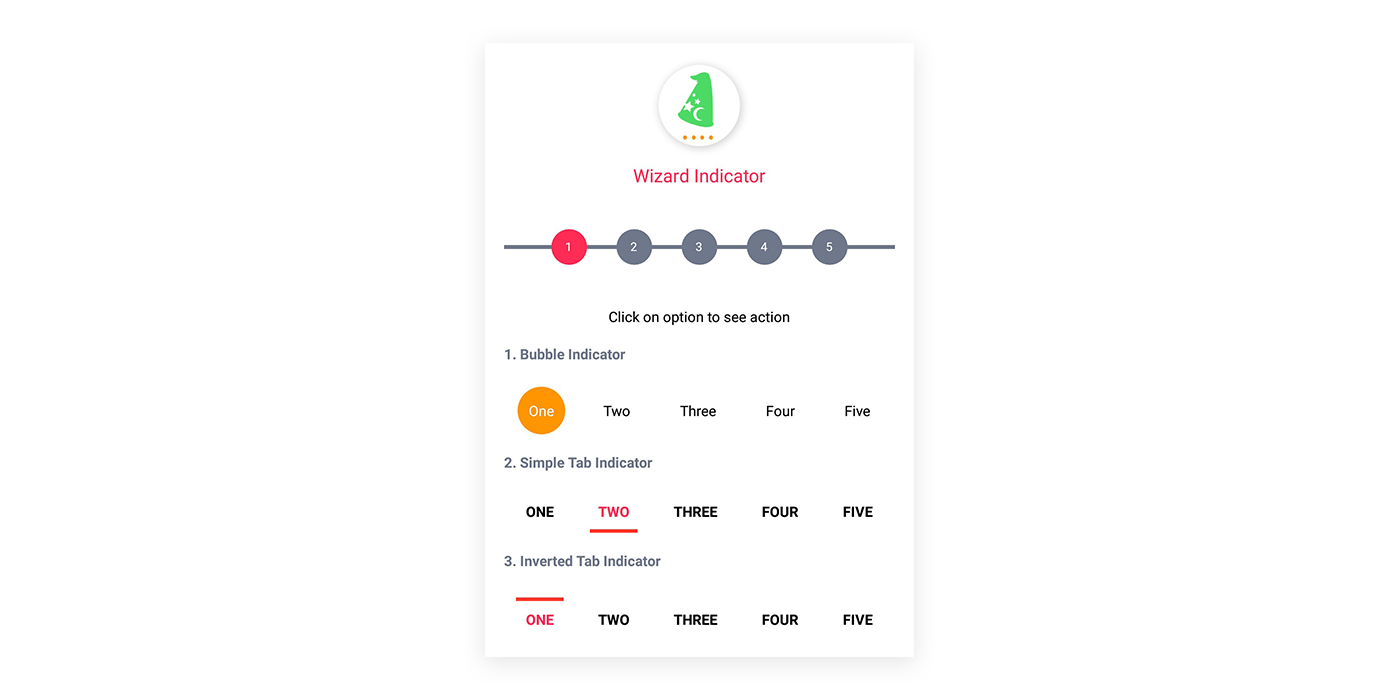 Wizard Indicator
1 2 3 4 5
Click on option to see action
1. Bubble Indicator
One Two Three Four Five
2. Simple Tab Indicator
ONE TWO THREE FOUR FIVE
3. Inverted Tab Indicator
ONE TWO THREE FOUR FIVE